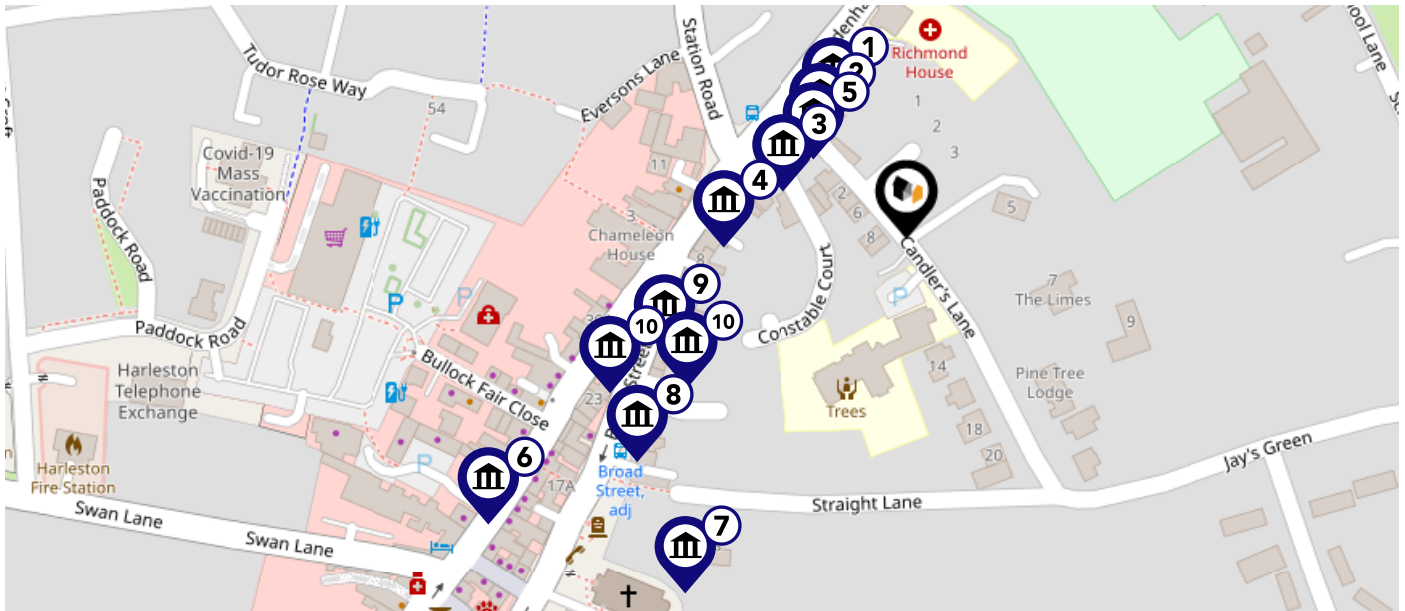 denha
1
Richmond
House
2
5
3
4
Station Road
Eversons Lane
Tudor Rose Way
54
11
Covid-19
Mass
Vaccination
Paddock Road
3
Chameleon
House
1
2
3
2
6
8
5
Candler's Lane
Constable Court
7
The Limes
9
8
9
10
10
Street
P
P
P
Paddock Road
Bullock Fair Close
Harleston
Telephone
Exchange
23
8
Trees
14
18
20
Pine Tree
Lodge
Harleston
Fire Station
P
6
17A
Broad
Street,
adj
Straight Lane
Jay's Green
Swan Lane
Swan Lane
7
ool Lane